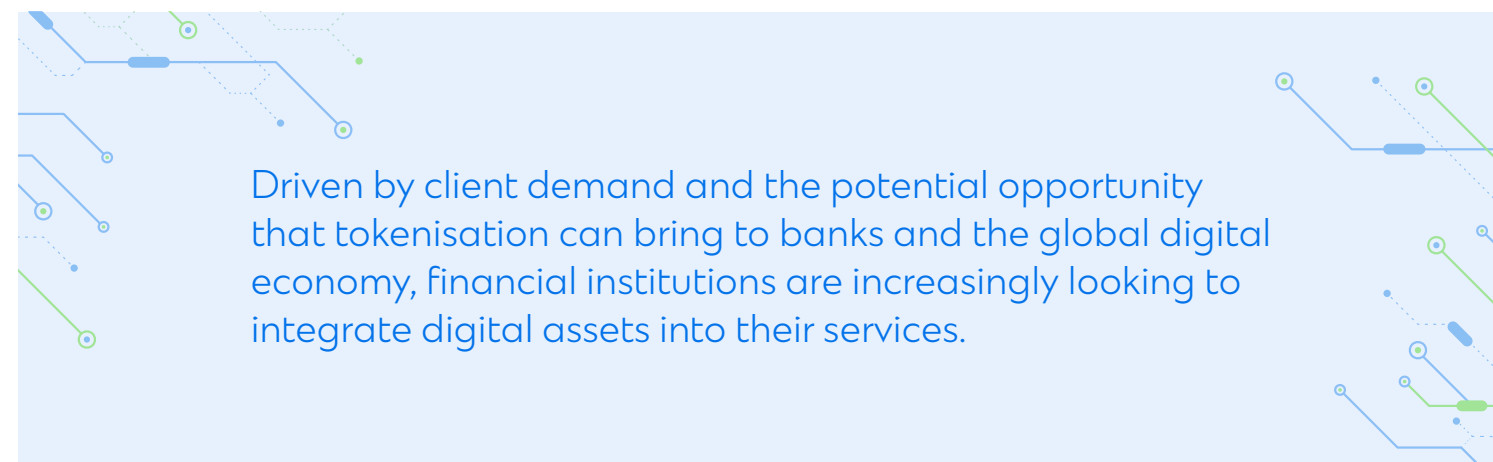 Driven by client demand and the potential opportunity
that tokenisation can bring to banks and the global digital
economy, financial institutions are increasingly looking to
integrate digital assets into their services.